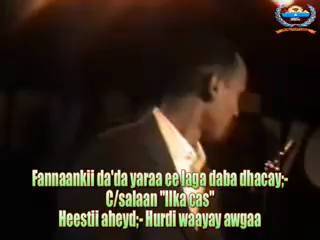 Fannaankii da'da yaraa ee laga daba dhacay;-
C/salaan "Ilka cas"
Heestii aheyd;- Hurdi waayay awgaa